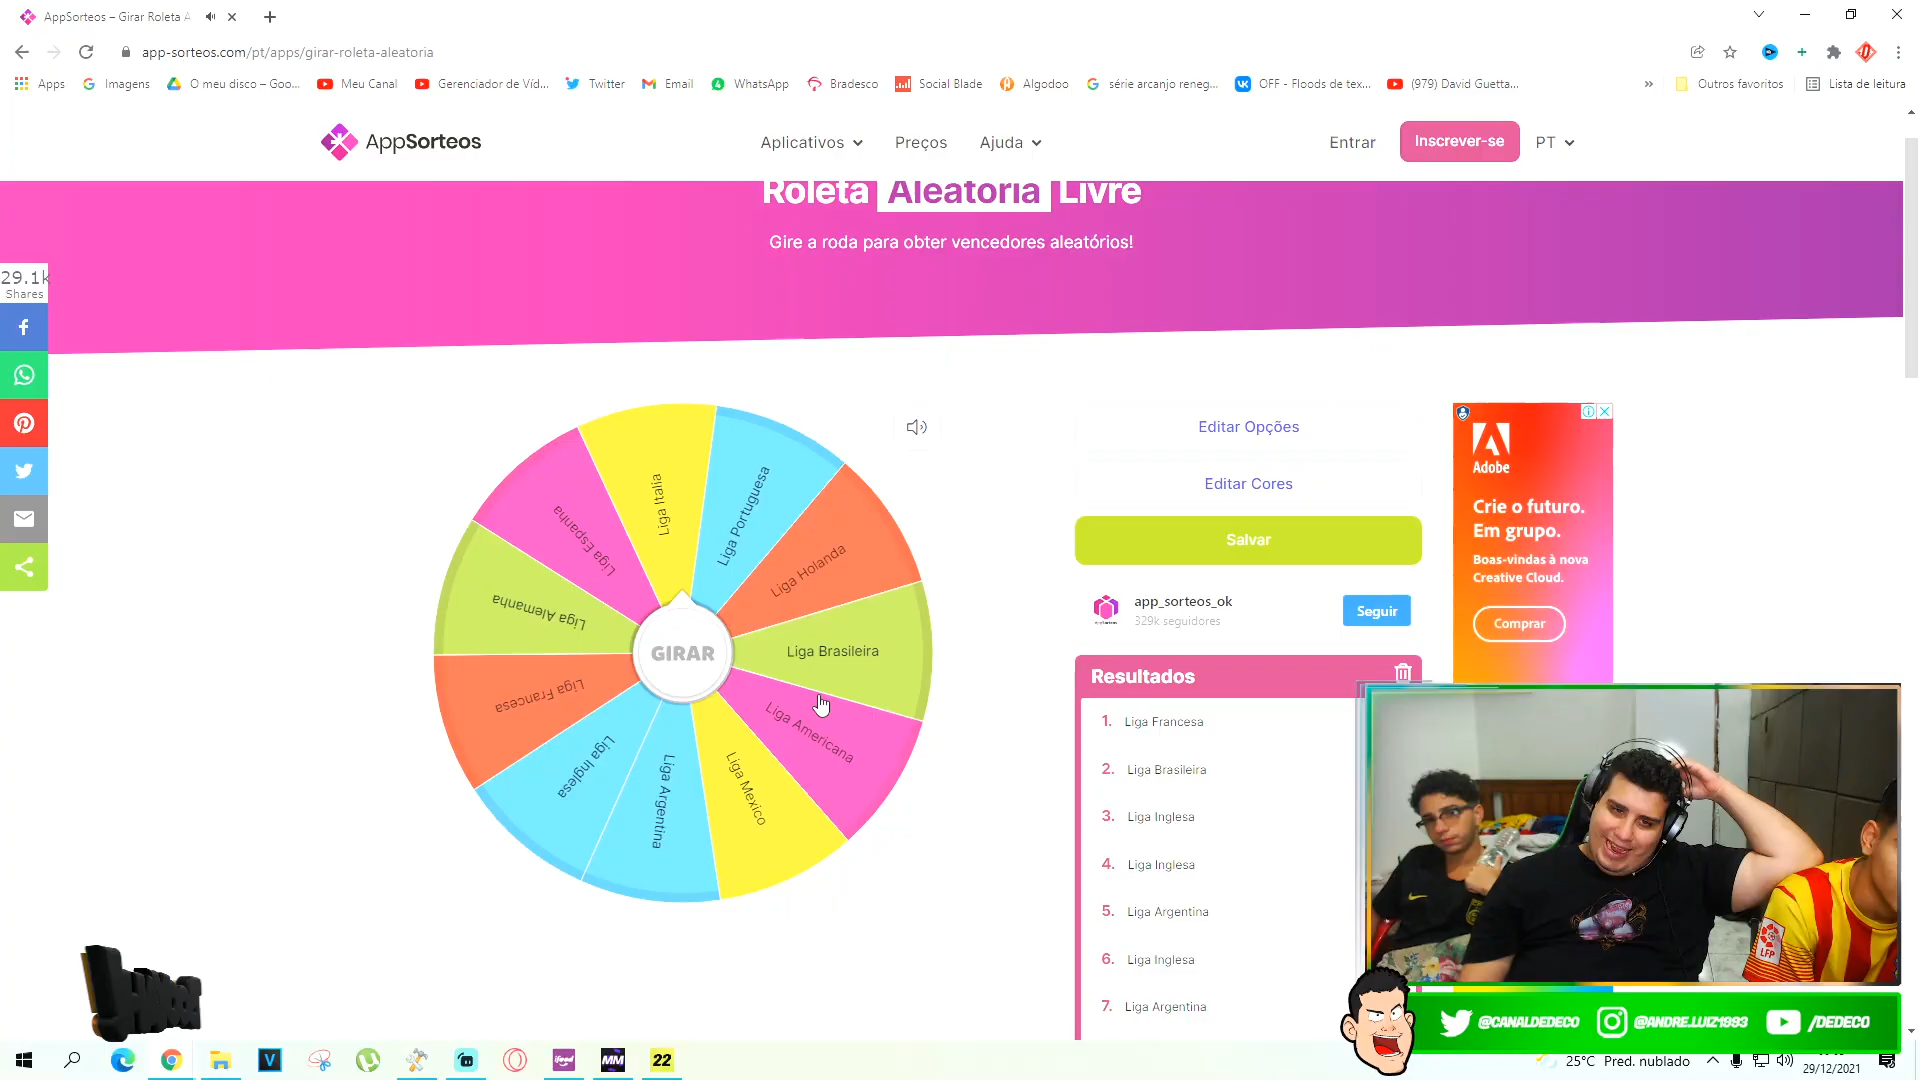 AppSorteos – Girar Roleta A
app-sorteos.com/pt/apps/girar-roleta-aleatoria
Apps
Imagens
O meu disco – Goo...
Meu Canal
Gerenciador de Víd...
Twitter
Email
WhatsApp
Bradesco
Social Blade
Algodoo
série arcanjo reneg...
OFF - Floods de tex...
(979) David Guetta...
»
Outros favoritos
Lista de leitura
AppSorteos
Aplicativos
Preços
Ajuda
Entrar
Inscrever-se
PT
Roleta Aleatoria Livre
Gire a roda para obter vencedores aleatórios!
29.1k
Shares
Liga Italia
Liga Portuguesa
Liga Holanda
Liga Brasileira
Liga Americana
Liga Mexico
Liga Argentina
Liga Inglesa
Liga Francesa
Liga Alemanha
Liga Espanha
GIRAR
Editar Opções
Editar Cores
Salvar
app_sorteos_ok
329k seguidores
Seguir
Resultados
1. Liga Francesa
2. Liga Brasileira
3. Liga Inglesa
4. Liga Inglesa
5. Liga Argentina
6. Liga Inglesa
7. Liga Argentina
Adobe
Crie o futuro.
Em grupo.
Boas-vindas à nova
Creative Cloud.
Comprar
LFP
@CANALDEDECO
@ANDRE.LUIZ1993
/DEDECO
V
ifood
MM
22
25°C Pred. nublado
29/12/2021